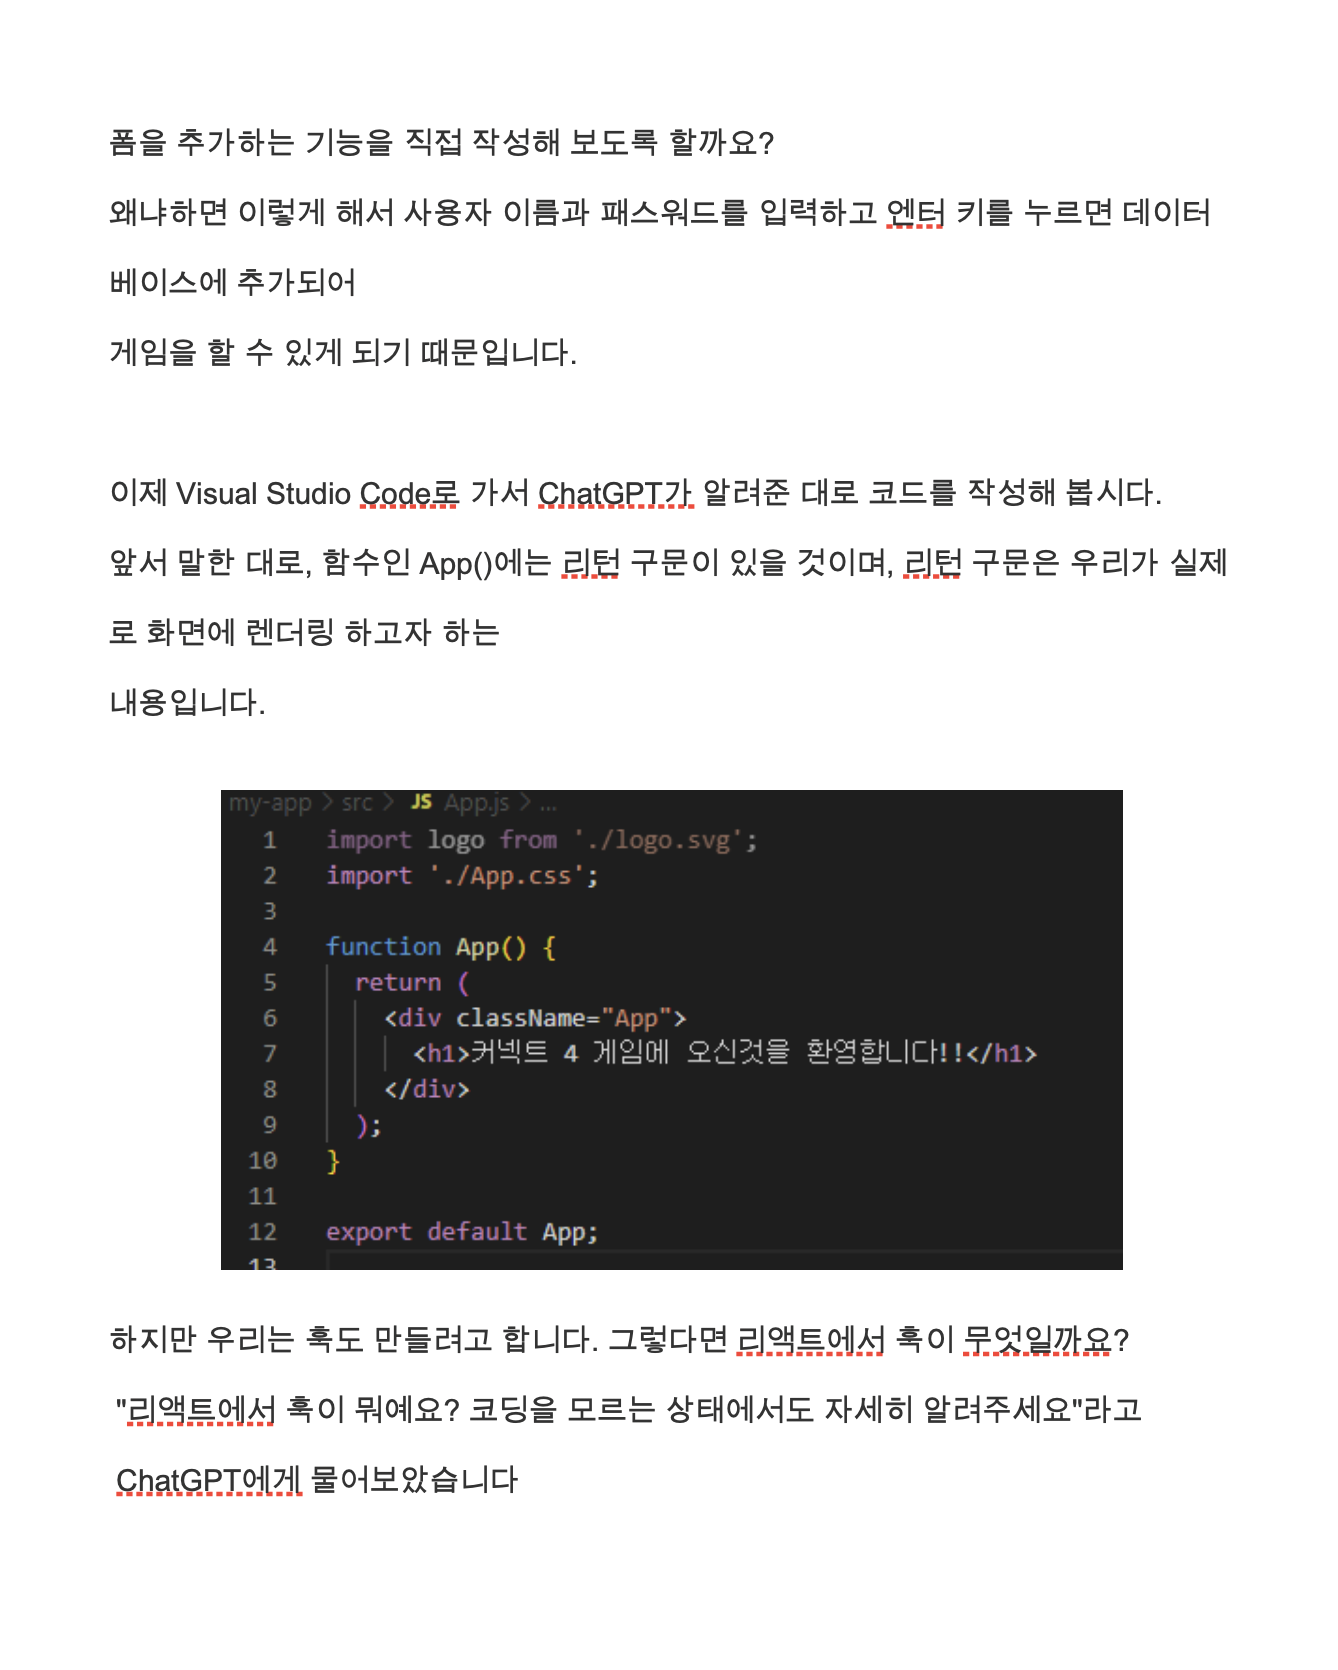 폼을 추가하는 기능을 직접 작성해 보도록 할까요?
왜냐하면 이렇게 해서 사용자 이름과 패스워드를 입력하고 엔터 키를 누르면 데이터
베이스에 추가되어
게임을 할 수 있게 되기 때문입니다.
이제 Visual Studio Code로 가서 ChatGPT가 알려준 대로 코드를 작성해 봅시다.
앞서 말한 대로, 함수인 App()에는 리턴 구문이 있을 것이며, 리턴 구문은 우리가 실제
로 화면에 렌더링 하고자 하는
내용입니다.
my-app > src > JS App.js > ...
1 import logo from './logo.svg';
2 import './App.css';
3
4 function App() {
5 return (
6 <div className="App">
7 <h1>커넥트 4 게임에 오신것을 환영합니다!!</h1>
8 </div>
9 );
10 }
11
12 export default App;
13
하지만 우리는 훅도 만들려고 합니다. 그렇다면 리액트에서 훅이 무엇일까요?
"리액트에서 훅이 뭐예요? 코딩을 모르는 상태에서도 자세히 알려주세요"라고
ChatGPT에게 물어보았습니다